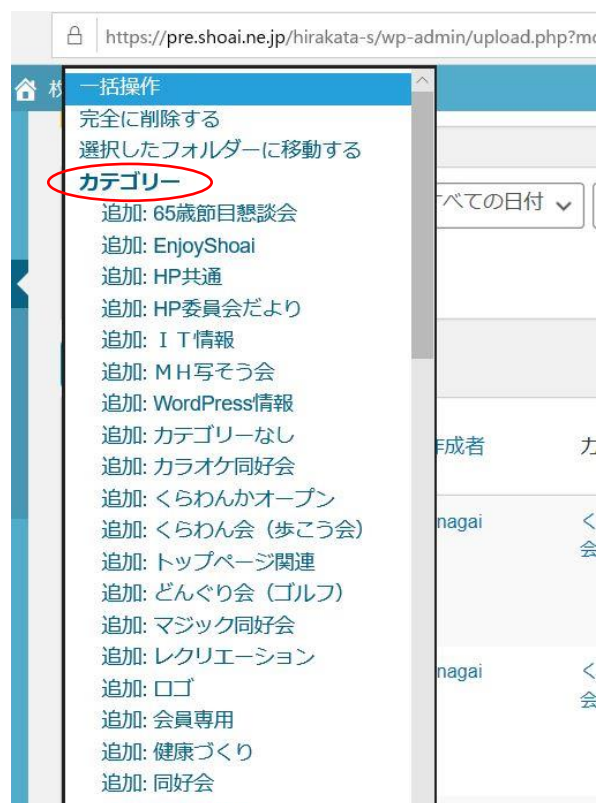 https://pre.shoai.ne.jp/hirakata-s/wp-admin/upload.php?mo
一括操作
完全に削除する
選択したフォルダーに移動する
カテゴリー
べての日付
追加: 65歳節目懇談会
追加: EnjoyShoai
追加: HP共通
追加: HP委員会だより
追加: ＩＴ情報
追加: ＭＨ写そう会
追加: WordPress情報
追加: カテゴリーなし
作成者
カ
追加: カラオケ同好会
追加: くらわんかオープン
追加: くらわん会（歩こう会）
nagai
く
会
追加: トップページ関連
追加: どんぐり会（ゴルフ）
追加: マジック同好会
追加: レクリエーション
nagai
く
会
追加: ロゴ
追加: 会員専用
追加: 健康づくり
追加: 同好会